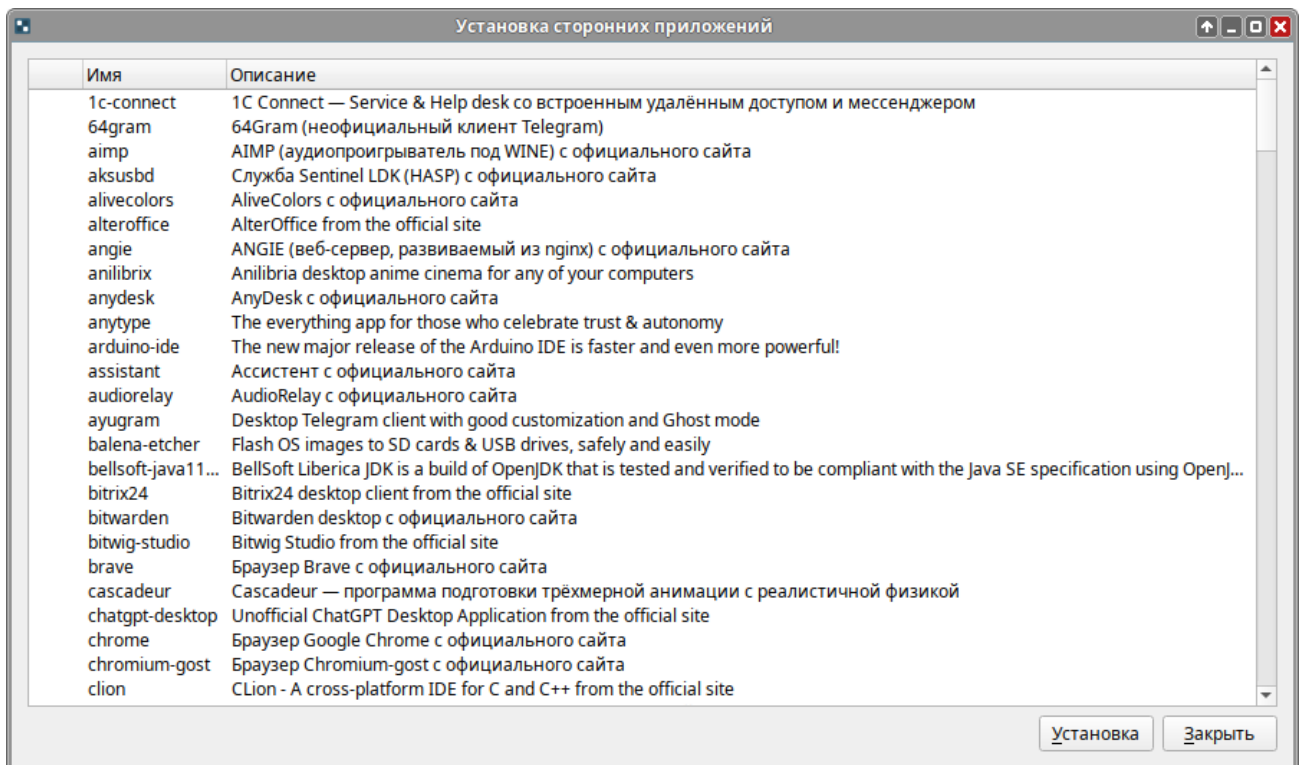 Установка сторонних приложений
Имя Описание
1c-connect 1C Connect — Service & Help desk со встроенным удалённым доступом и мессенджером
64gram 64Gram (неофициальный клиент Telegram)
aimp AIMP (аудиопроигрыватель под WINE) с официального сайта
aksusbd Служба Sentinel LDK (HASP) с официального сайта
alivecolors AliveColors с официального сайта
alteroffice AlterOffice from the official site
angie ANGIE (веб-сервер, развиваемый из nginx) с официального сайта
anilibrix Anilibria desktop anime cinema for any of your computers
anydesk AnyDesk с официального сайта
anytype The everything app for those who celebrate trust & autonomy
arduino-ide The new major release of the Arduino IDE is faster and even more powerful!
assistant Ассистент с официального сайта
audiorelay AudioRelay с официального сайта
ayugram Desktop Telegram client with good customization and Ghost mode
balena-etcher Flash OS images to SD cards & USB drives, safely and easily
bellsoft-java11... BellSoft Liberica JDK is a build of OpenJDK that is tested and verified to be compliant with the Java SE specification using OpenJ...
bitrix24 Bitrix24 desktop client from the official site
bitwarden Bitwarden desktop с официального сайта
bitwig-studio Bitwig Studio from the official site
brave Браузер Brave с официального сайта
cascadeur Cascadeur — программа подготовки трёхмерной анимации с реалистичной физикой
chatgpt-desktop Unofficial ChatGPT Desktop Application from the official site
chrome Браузер Google Chrome с официального сайта
chromium-gost Браузер Chromium-gost с официального сайта
clion CLion - A cross-platform IDE for C and C++ from the official site
Установка Закрыть